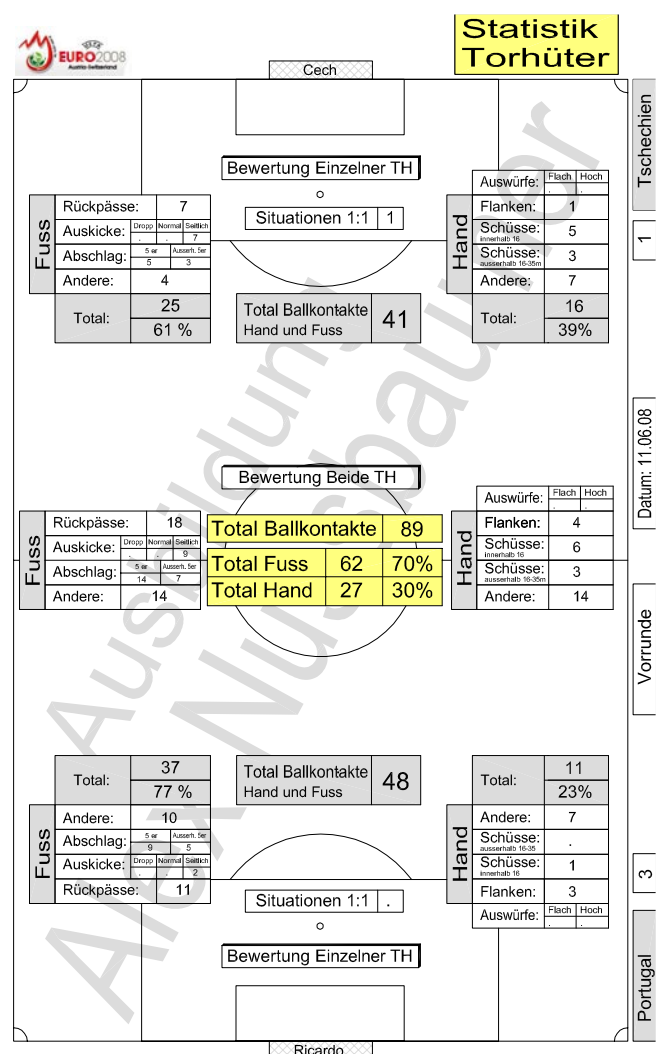 Statistik
Torhüter
UEFA
EURO2008
Austria-Switzerland
Cech
Tschechien
1
Bewertung Einzelner TH
Situationen 1:1 1
Fuss
Rückpässe: 7
Auskicke: Dropp Normal Seitlich
. . 7
Abschlag: 5 er Ausserh. 5er
5 3
Andere: 4
Total: 25
61 %
Total Ballkontakte
Hand und Fuss
41
Hand
Auswürfe: Flach Hoch
. .
Flanken: 1
Schüsse: 5
innerhalb 16
Schüsse: 3
ausserhalb 16-35m
Andere: 7
Total: 16
39%
Datum: 11.06.08
Bewertung Beide TH
Fuss
Rückpässe: 18
Auskicke: Dropp Normal Seitlich
. . 9
Abschlag: 5 er Ausserh. 5er
14 7
Andere: 14
Total Ballkontakte 89
Total Fuss 62 70%
Total Hand 27 30%
Hand
Auswürfe: Flach Hoch
. .
Flanken: 4
Schüsse: 6
innerhalb 16
Schüsse: 3
ausserhalb 16-35m
Andere: 14
Vorrunde
Total: 37
77 %
Fuss
Andere: 10
Abschlag: 5 er Ausserh. 5er
9 5
Auskicke: Dropp Normal Seitlich
. . 2
Rückpässe: 11
Total Ballkontakte
Hand und Fuss
48
Total: 11
23%
Hand
Andere: 7
Schüsse: .
ausserhalb 16-35
Schüsse: 1
innerhalb 16
Flanken: 3
Auswürfe: Flach Hoch
. .
Situationen 1:1 .
Bewertung Einzelner TH
3
Portugal
Ricardo
Ausbildung
Alex Nussbaumer